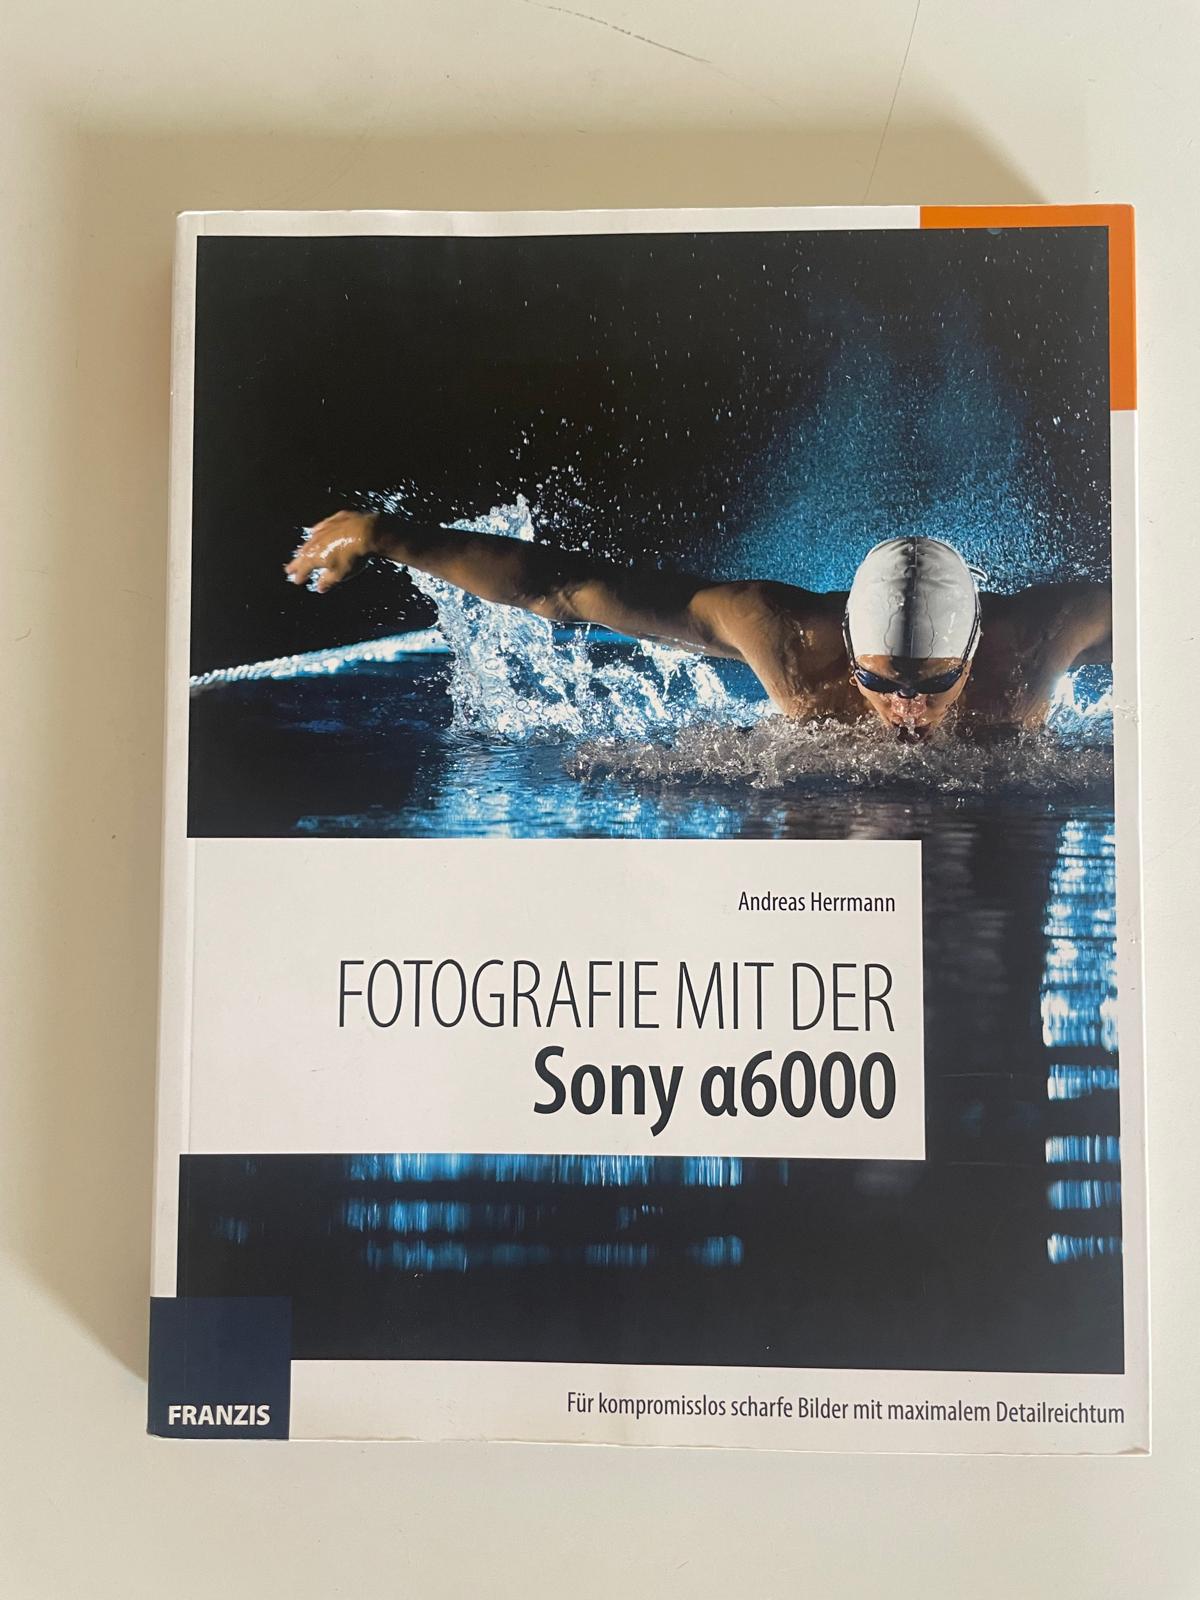 Andreas Herrmann
FOTOGRAFIE MIT DER
Sony α6000
FRANZIS
Für kompromisslos scharfe Bilder mit maximalem Detailreichtum